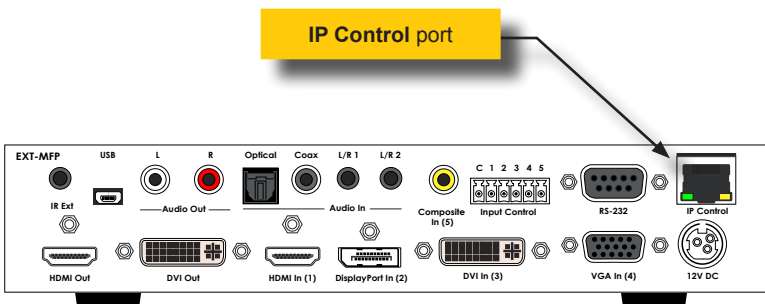 IP Control port
EXT-MFP USB L R Optical Coax L/R 1 L/R 2
C 1 2 3 4 5
IR Ext Audio Out Audio In Composite
In (5) Input Control RS-232 IP Control
HDMI Out DVI Out HDMI In (1) DisplayPort In (2) DVI In (3) VGA In (4) 12V DC